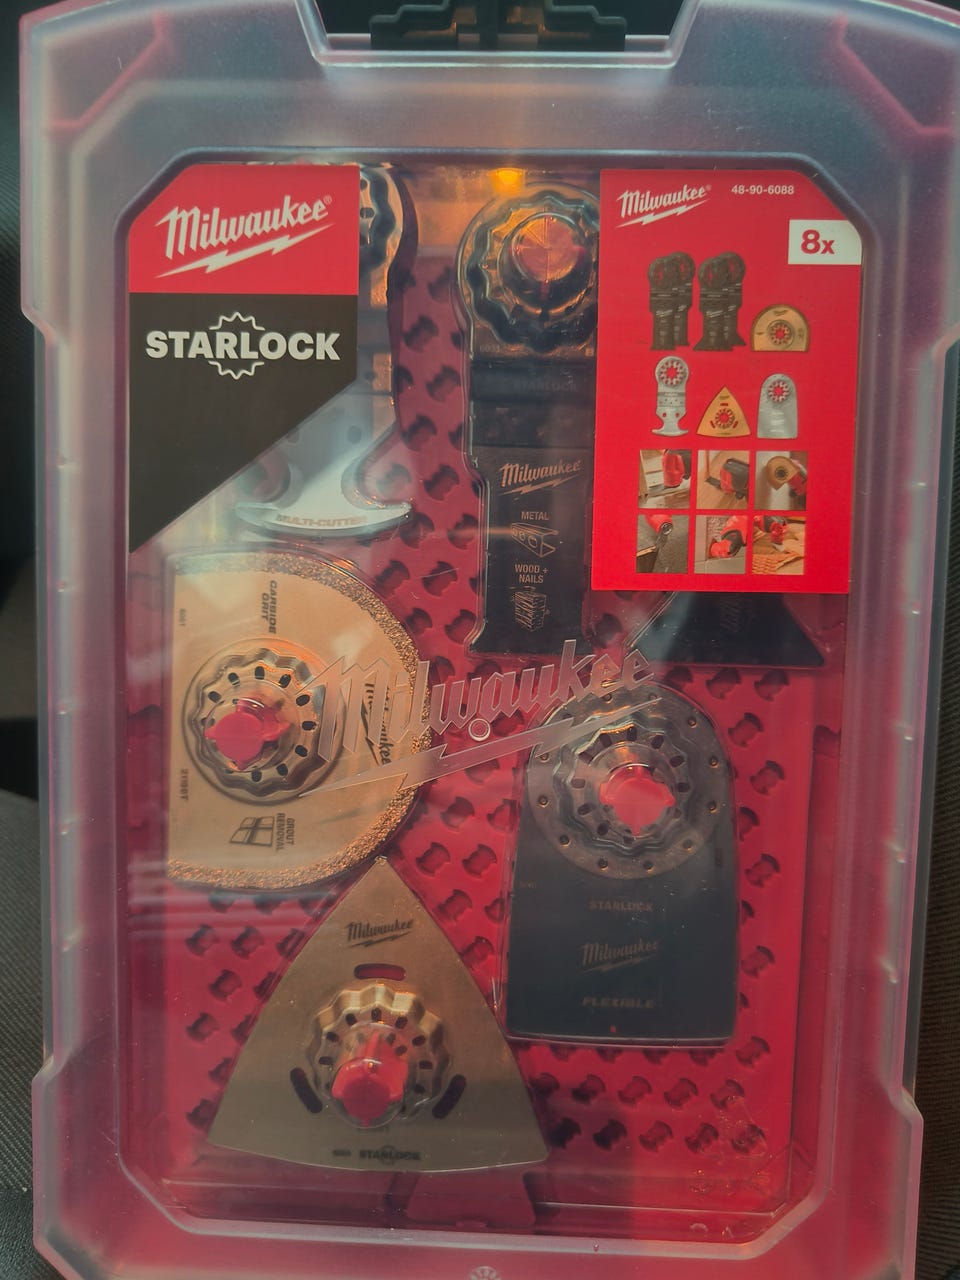 Milwaukee®
STARLOCK
Milwaukee® 48-90-6088
8x
STARLOCK
Milwaukee
METAL
WOOD +
NAILS
MULTI-CUTTER
CARBIDE
GRIT
Milwaukee
GROUT
REMOVAL
Milwaukee
STARLOCK
Milwaukee
FLEXIBLE
Milwaukee
STARLOCK